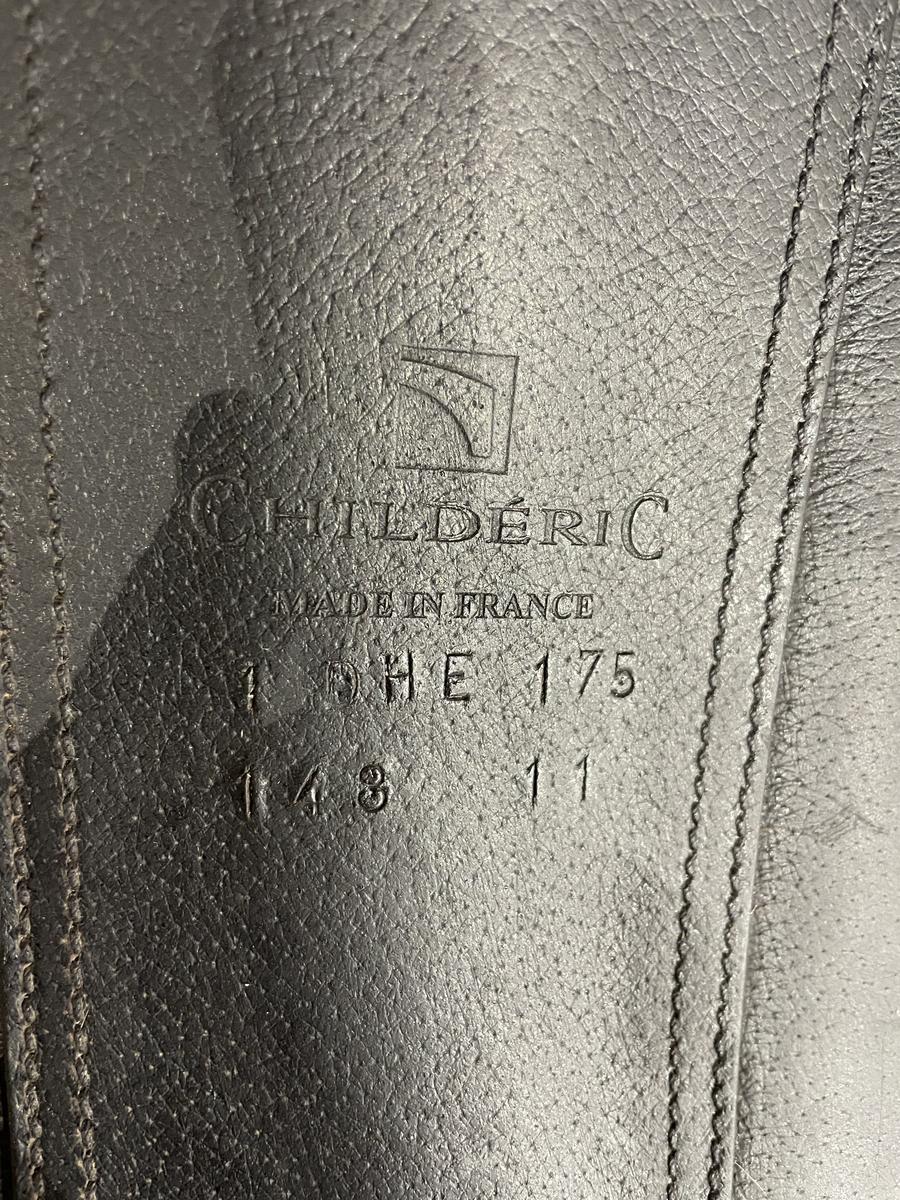 CHILDÉRIC
MADE IN FRANCE
1 DHE 175
148 11